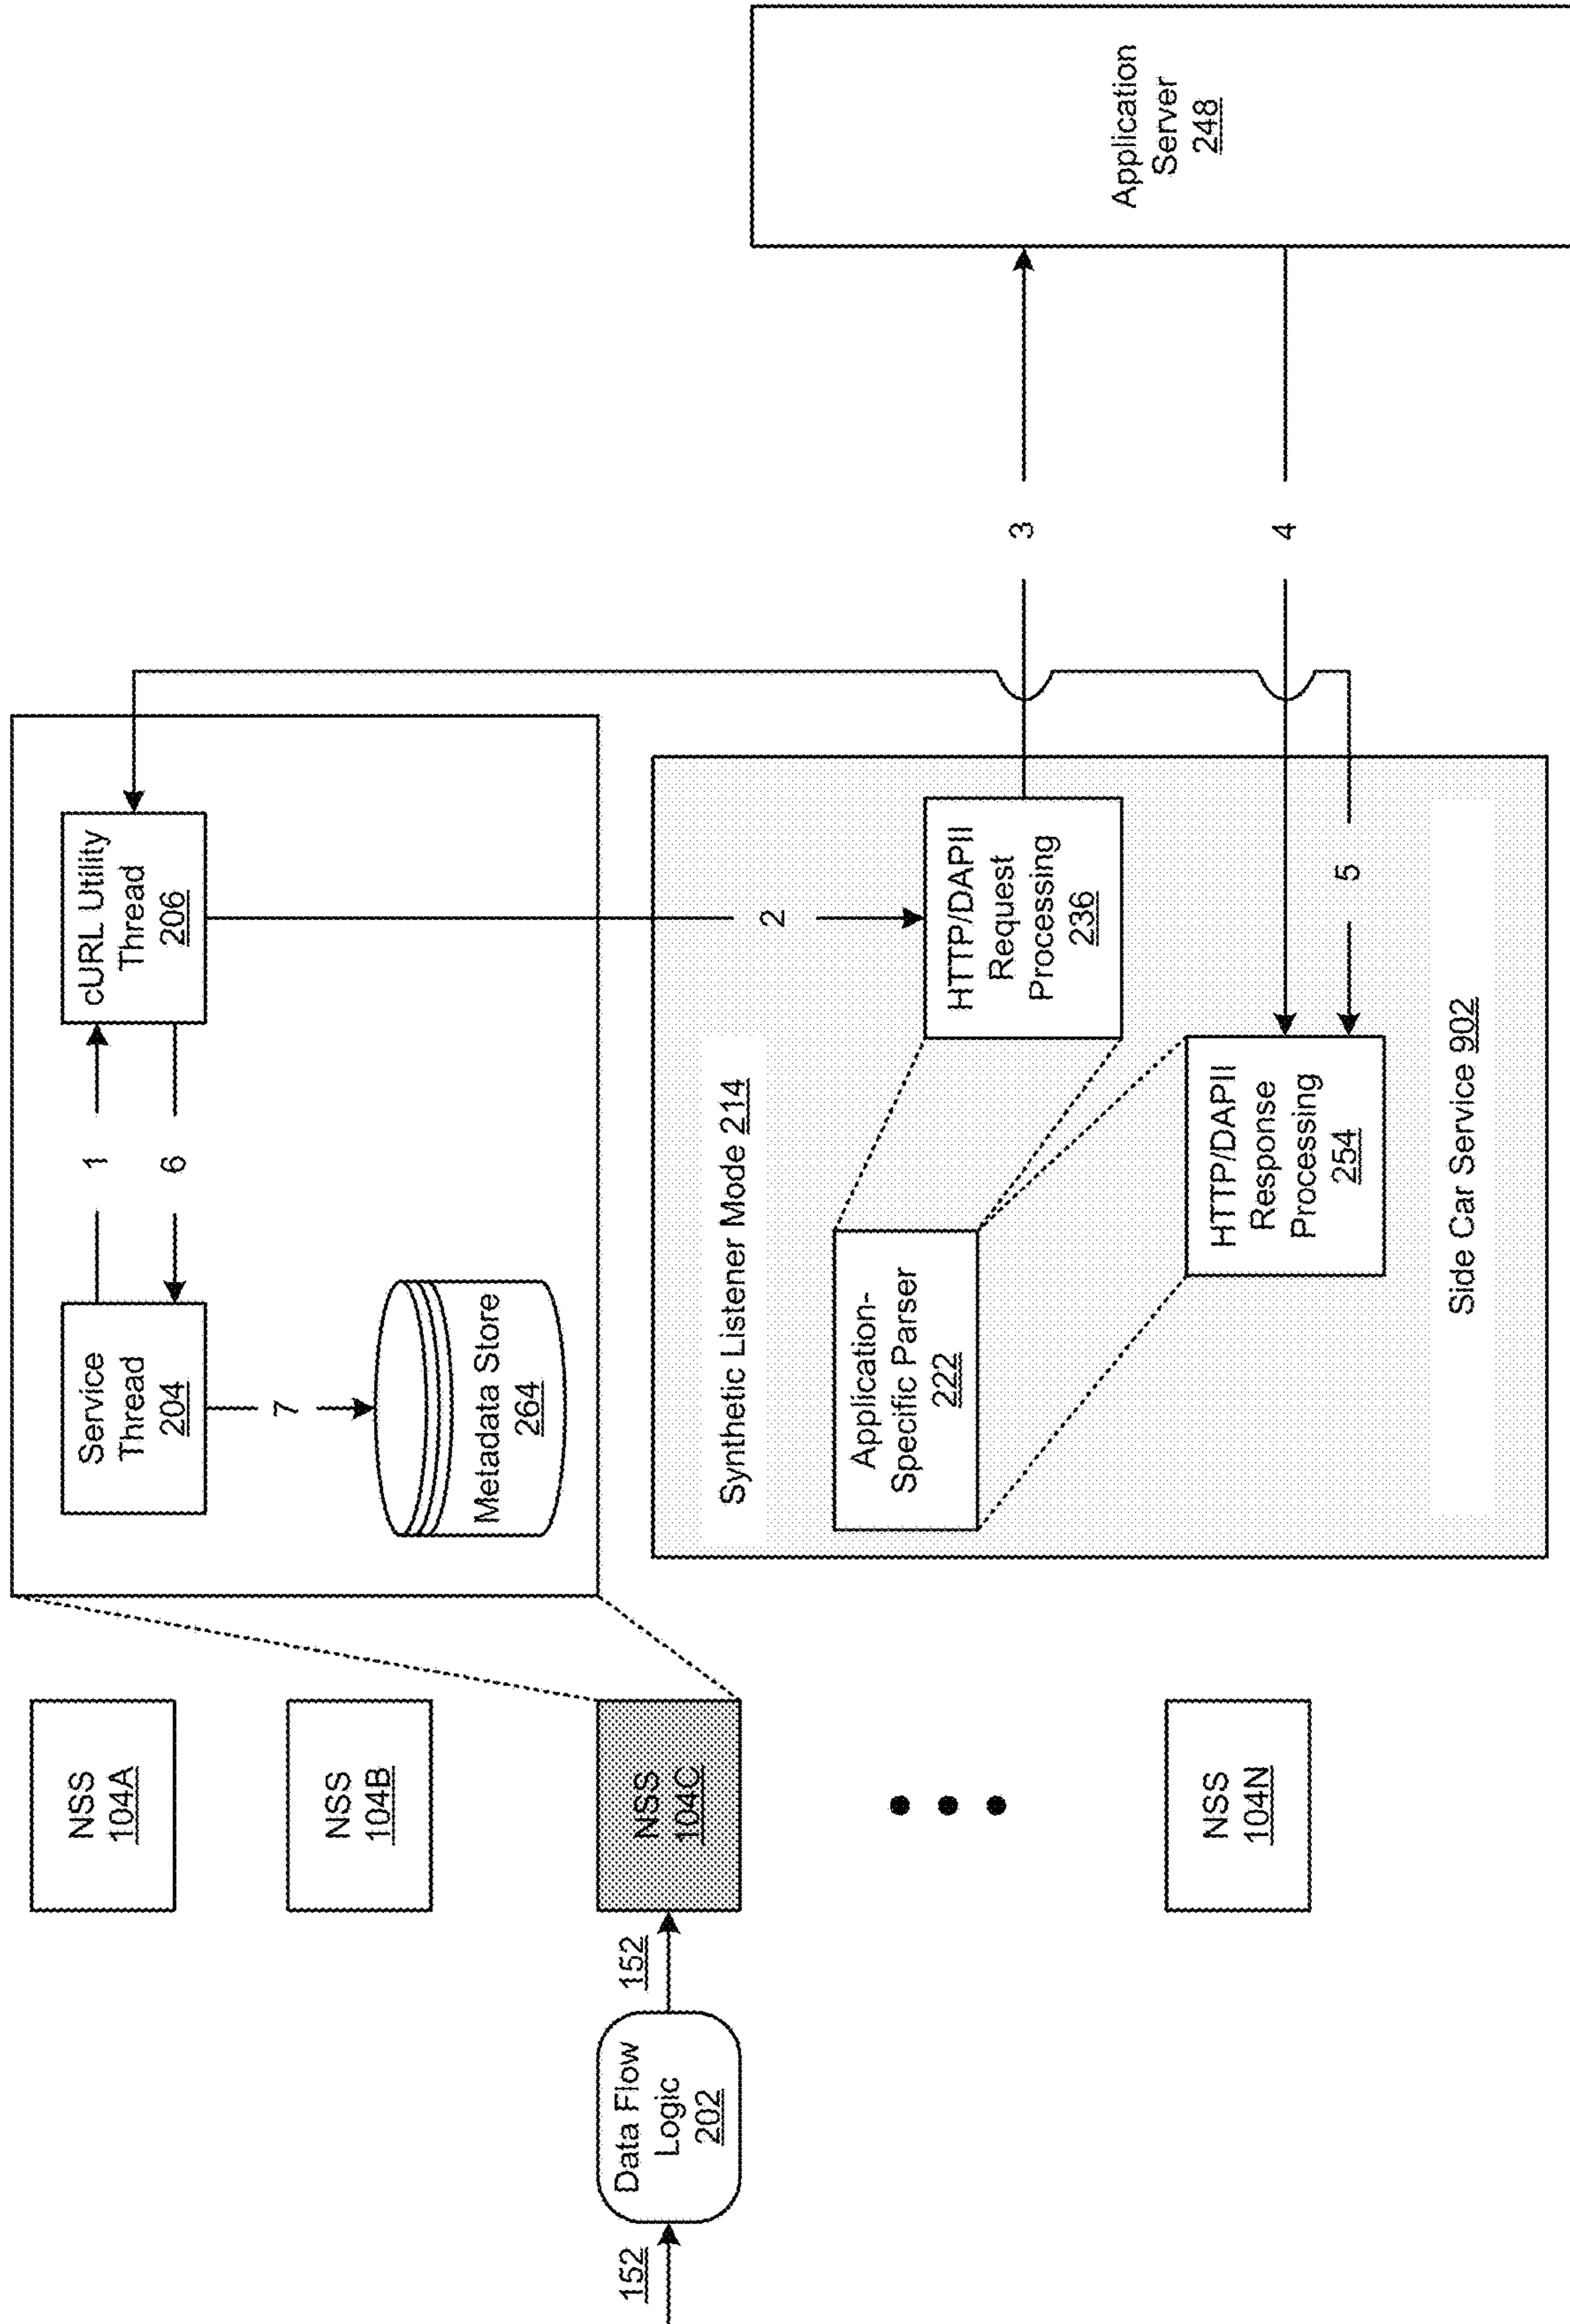 152
Data Flow
Logic
202
152
NSS
104A
NSS
104B
NSS
104C
NSS
104N
Service
Thread
204
1
6
cURL Utility
Thread
206
7
Metadata Store
264
2
Synthetic Listener Mode 214
Application-
Specific Parser
222
HTTP/DAPII
Request
Processing
236
HTTP/DAPII
Response
Processing
254
5
Side Car Service 902
3
4
Application
Server
248